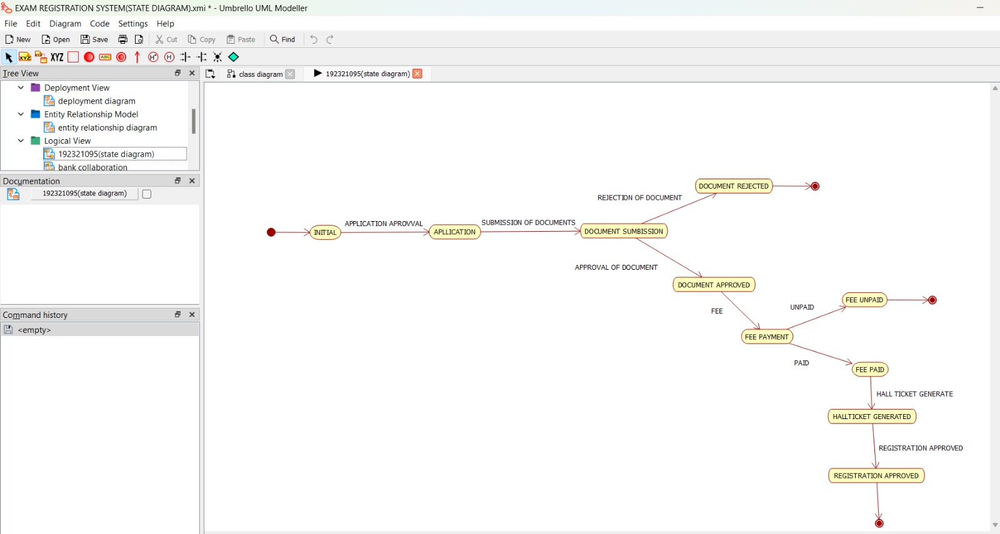 EXAM REGISTRATION SYSTEM(STATE DIAGRAM).xmi * - Umbrello UML Modeller
File Edit Diagram Code Settings Help
New Open Save Cut Copy Paste Find
XYZ XYZ XYZ ABC H* H
Tree View
class diagram
192321095(state diagram)
Deployment View
deployment diagram
Entity Relationship Model
entity relationship diagram
Logical View
192321095(state diagram)
bank collaboration
Documentation
192321095(state diagram)
Command history
<empty>
DOCUMENT REJECTED
REJECTION OF DOCUMENT
APPLICATION APROVVAL
SUBMISSION OF DOCUMENTS
INITIAL
APLLICATION
DOCUMENT SUMBISSION
APPROVAL OF DOCUMENT
DOCUMENT APPROVED
FEE
UNPAID
FEE UNPAID
FEE PAYMENT
PAID
FEE PAID
HALL TICKET GENERATE
HALLTICKET GENERATED
REGISTRATION APPROVED
REGISTRATION APPROVED